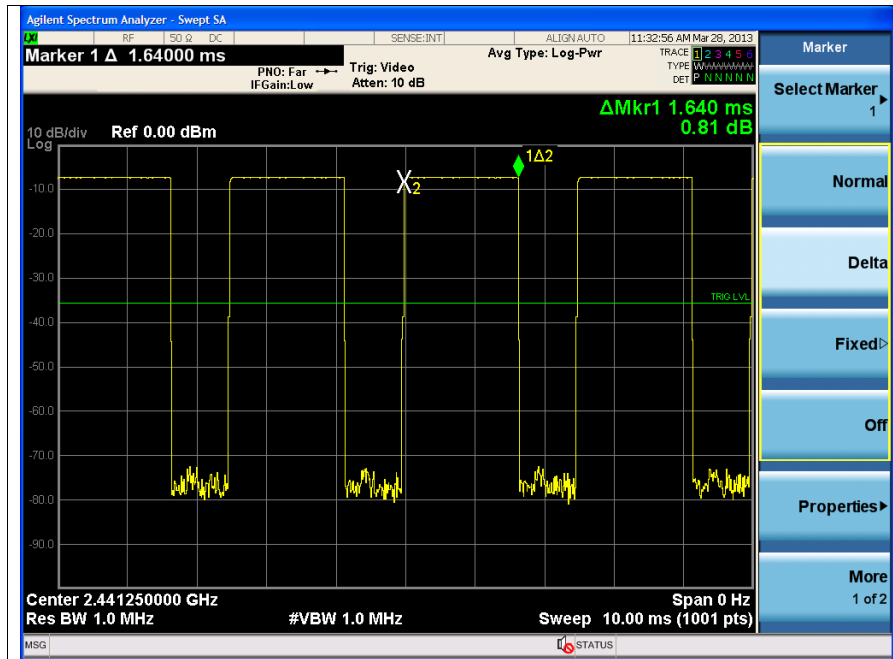 Agilent Spectrum Analyzer - Swept SA
LXI RF 50 Ω DC SENSE:INT ALIGN AUTO 11:32:56 AM Mar 28, 2013
Marker 1 Δ 1.64000 ms
PNO: Far
IFGain:Low
Trig: Video
Atten: 10 dB
Avg Type: Log-Pwr
TRACE 1 2 3 4 5 6
TYPE WWWWWW
DET P N N N N N
ΔMkr1 1.640 ms
0.81 dB
10 dB/div Ref 0.00 dBm
Log
1Δ2
2
-10.0
-20.0
-30.0
TRIG LVL
-40.0
-50.0
-60.0
-70.0
-80.0
-90.0
Center 2.441250000 GHz Span 0 Hz
Res BW 1.0 MHz #VBW 1.0 MHz Sweep 10.00 ms (1001 pts)
MSG STATUS
Marker
Select Marker
1
Normal
Delta
Fixed
Off
Properties
More
1 of 2